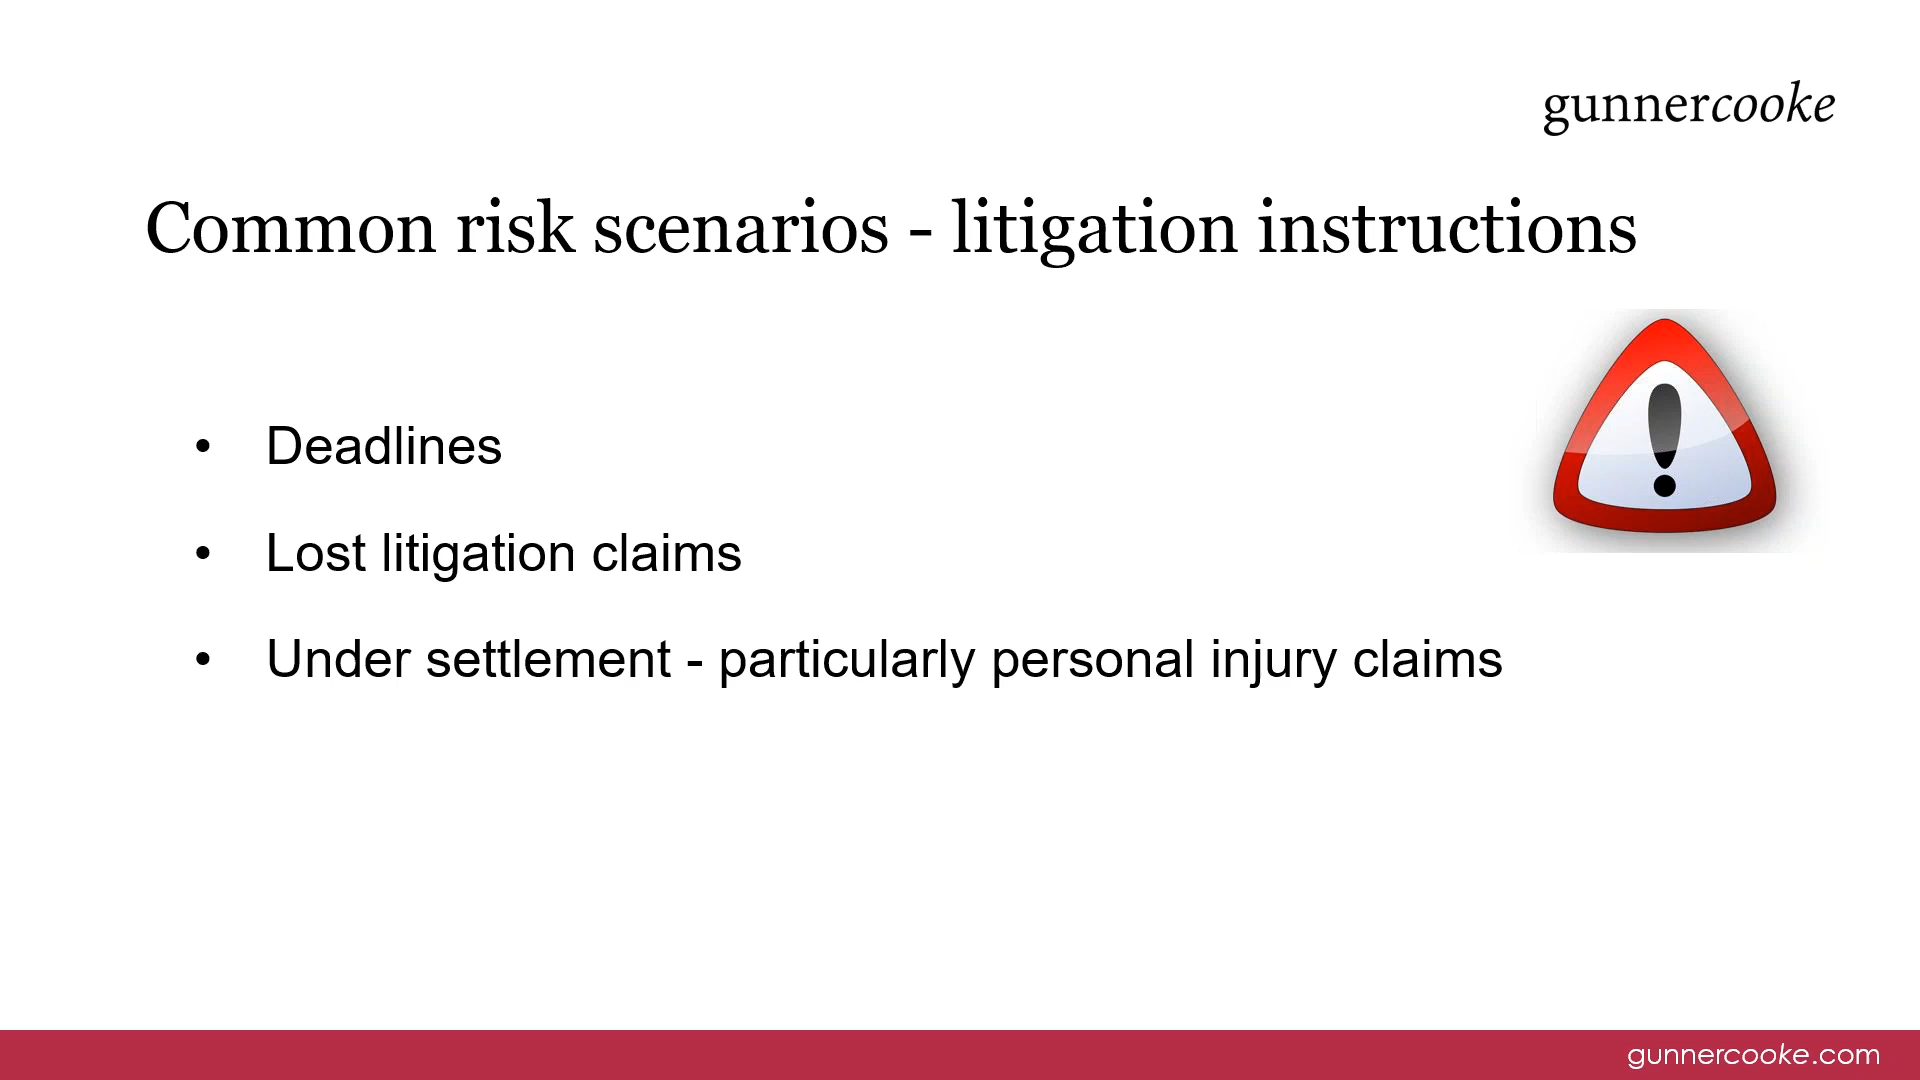 gunnercooke
Common risk scenarios - litigation instructions
• Deadlines
• Lost litigation claims
• Under settlement - particularly personal injury claims
gunnercooke.com